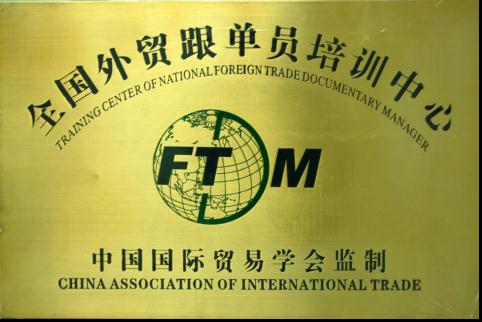 全国外贸跟单员培训中心
TRAINING CENTER OF NATIONAL FOREIGN TRADE DOCUMENTARY MANAGER
FTM
中国国际贸易学会监制
CHINA ASSOCIATION OF INTERNATIONAL TRADE